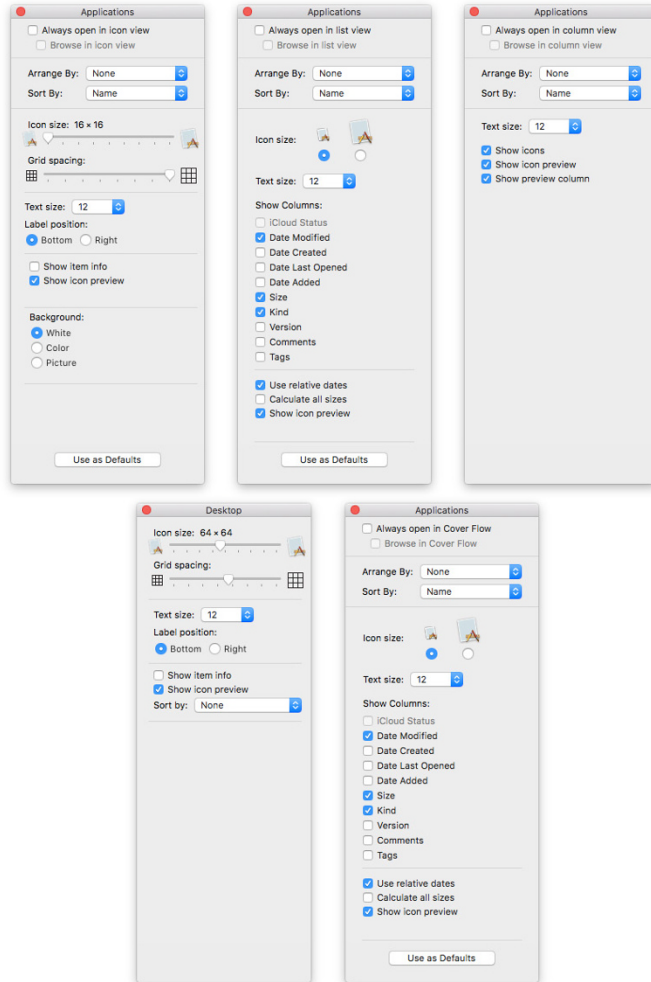 Applications
Always open in icon view
Browse in icon view
Arrange By: None
Sort By: Name
Icon size: 16 × 16
Grid spacing:
Text size: 12
Label position:
Bottom Right
Show item info
Show icon preview
Background:
White
Color
Picture
Use as Defaults
Applications
Always open in list view
Browse in list view
Arrange By: None
Sort By: Name
Icon size:
Text size: 12
Show Columns:
iCloud Status
Date Modified
Date Created
Date Last Opened
Date Added
Size
Kind
Version
Comments
Tags
Use relative dates
Calculate all sizes
Show icon preview
Use as Defaults
Applications
Always open in column view
Browse in column view
Arrange By: None
Sort By: Name
Text size: 12
Show icons
Show icon preview
Show preview column
Desktop
Icon size: 64 × 64
Grid spacing:
Text size: 12
Label position:
Bottom Right
Show item info
Show icon preview
Sort by: None
Applications
Always open in Cover Flow
Browse in Cover Flow
Arrange By: None
Sort By: Name
Icon size:
Text size: 12
Show Columns:
iCloud Status
Date Modified
Date Created
Date Last Opened
Date Added
Size
Kind
Version
Comments
Tags
Use relative dates
Calculate all sizes
Show icon preview
Use as Defaults